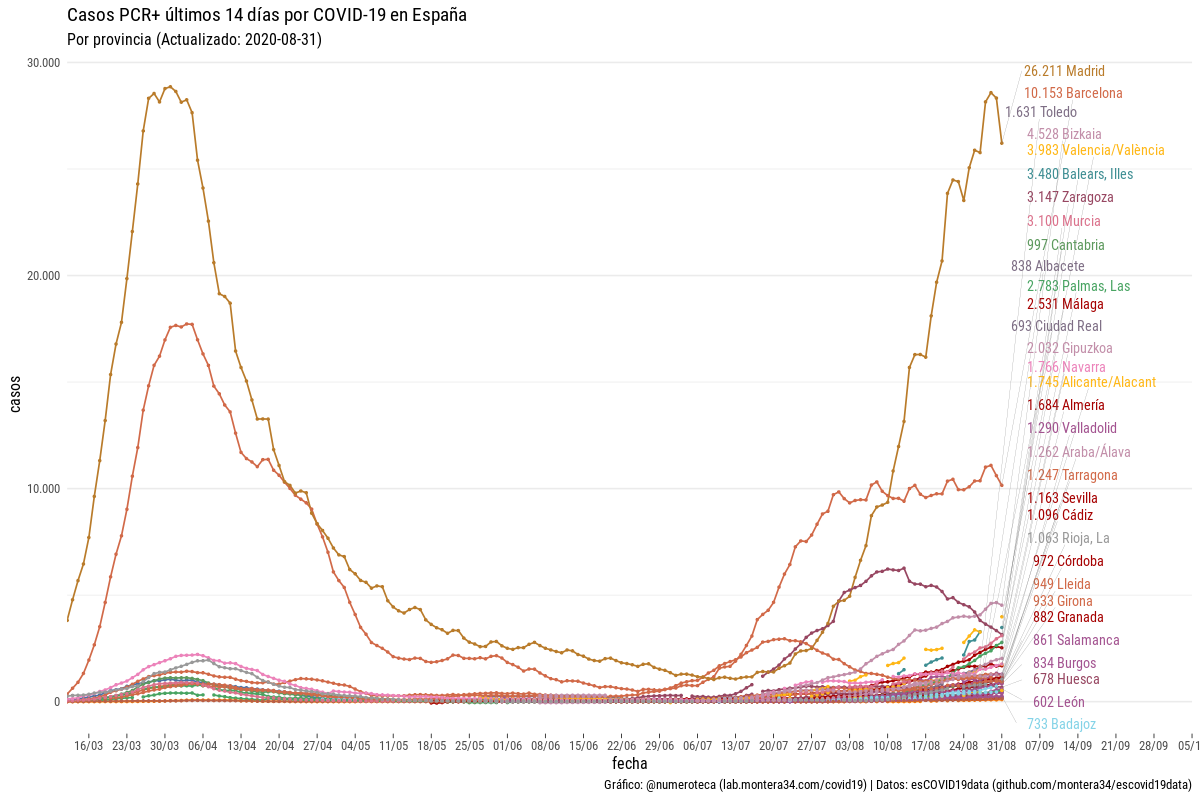 Casos PCR+ últimos 14 días por COVID-19 en España
Por provincia (Actualizado: 2020-08-31)
30.000
20.000
10.000
0
casos
26.211 Madrid
10.153 Barcelona
1.631 Toledo
4.528 Bizkaia
3.983 Valencia/València
3.480 Balears, Illes
3.147 Zaragoza
3.100 Murcia
997 Cantabria
838 Albacete
2.783 Palmas, Las
2.531 Málaga
693 Ciudad Real
2.032 Gipuzkoa
1.766 Navarra
1.745 Alicante/Alacant
1.684 Almería
1.290 Valladolid
1.262 Araba/Álava
1.247 Tarragona
1.163 Sevilla
1.096 Cádiz
1.063 Rioja, La
972 Córdoba
949 Lleida
933 Girona
882 Granada
861 Salamanca
834 Burgos
678 Huesca
602 León
733 Badajoz
16/03 23/03 30/03 06/04 13/04 20/04 27/04 04/05 11/05 18/05 25/05 01/06 08/06 15/06 22/06 29/06 06/07 13/07 20/07 27/07 03/08 10/08 17/08 24/08 31/08 07/09 14/09 21/09 28/09 05/1
fecha
Gráfico: @numeroteca (lab.montera34.com/covid19) | Datos: esCOVID19data (github.com/montera34/escovid19data)